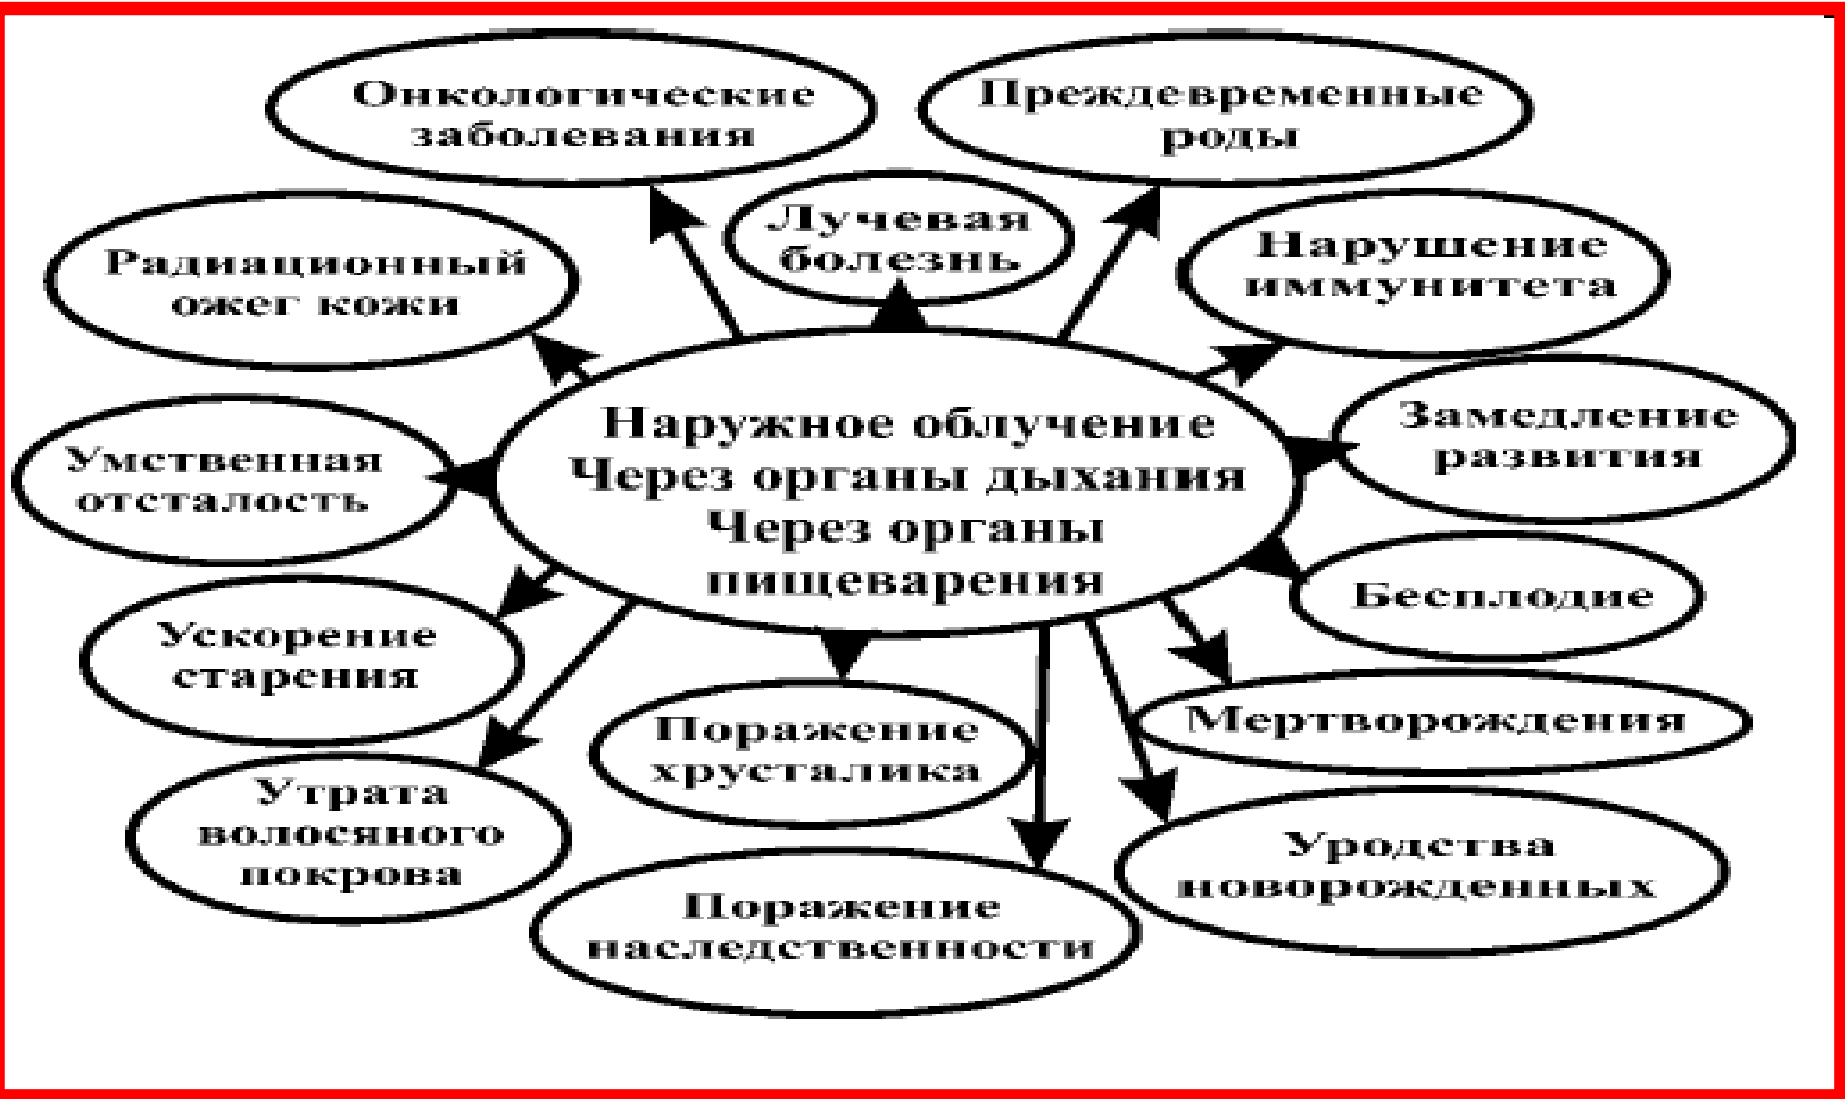 Онкологические
заболевания
Преждевременные
роды
Лучевая
болезнь
Радиационный
ожег кожи
Нарушение
иммунитета
Наружное облучение
Через органы дыхания
Через органы
пищеварения
Замедление
развития
Умственная
отсталость
Бесплодие
Ускорение
старения
Мертворождения
Поражение
хрусталика
Утрата
волосяного
покрова
Уродства
новорожденных
Поражение
наследственности